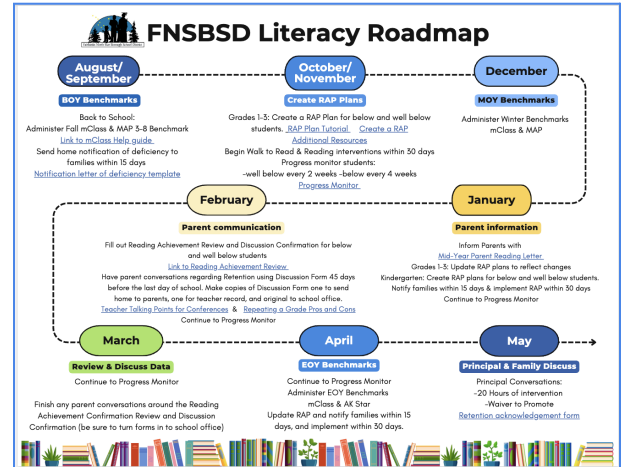 FNSBSD Literacy Roadmap
August/
September
BOY Benchmarks
Back to School:
Administer Fall mClass & MAP 3-8 Benchmark
Link to mClass Help guide
Send home notification of deficiency to
families within 15 days
Notification letter of deficiency template
October/
November
Create RAP Plans
Grades 1-3: Create a RAP Plan for below and well below
students. RAP Plan Tutorial Create a RAP
Additional Resources
Begin Walk to Read & Reading interventions within 30 days
Progress monitor students:
-well below every 2 weeks -below every 4 weeks
Progress Monitor
December
MOY Benchmarks
Administer Winter Benchmarks
mClass & MAP
February
Parent communication
Fill out Reading Achievement Review and Discussion Confirmation for below
and well below students
Link to Reading Achievement Review
Have parent conversations regarding Retention using Discussion Form 45 days
before the last day of school. Make copies of Discussion Form one to send
home to parents, one for teacher record, and original to school office.
Teacher Talking Points for Conferences & Repeating a Grade Pros and Cons
Continue to Progress Monitor
January
Parent information
Inform Parents with
Mid-Year Parent Reading Letter
Grades 1-3: Update RAP plans to reflect changes
Kindergarten: Create RAP plans for below and well below students.
Notify families within 15 days & implement RAP within 30 days
Continue to Progress Monitor
March
Review & Discuss Data
Continue to Progress Monitor
Finish any parent conversations around the Reading
Achievement Confirmation Review and Discussion
Confirmation (be sure to turn forms in to school office)
April
EOY Benchmarks
Continue to Progress Monitor
Administer EOY Benchmarks
mClass & AK Star
Update RAP and notify families within 15
days, and implement within 30 days.
May
Principal & Family Discuss
Principal Conversations:
-20 Hours of intervention
-Waiver to Promote
Retention acknowledgement form